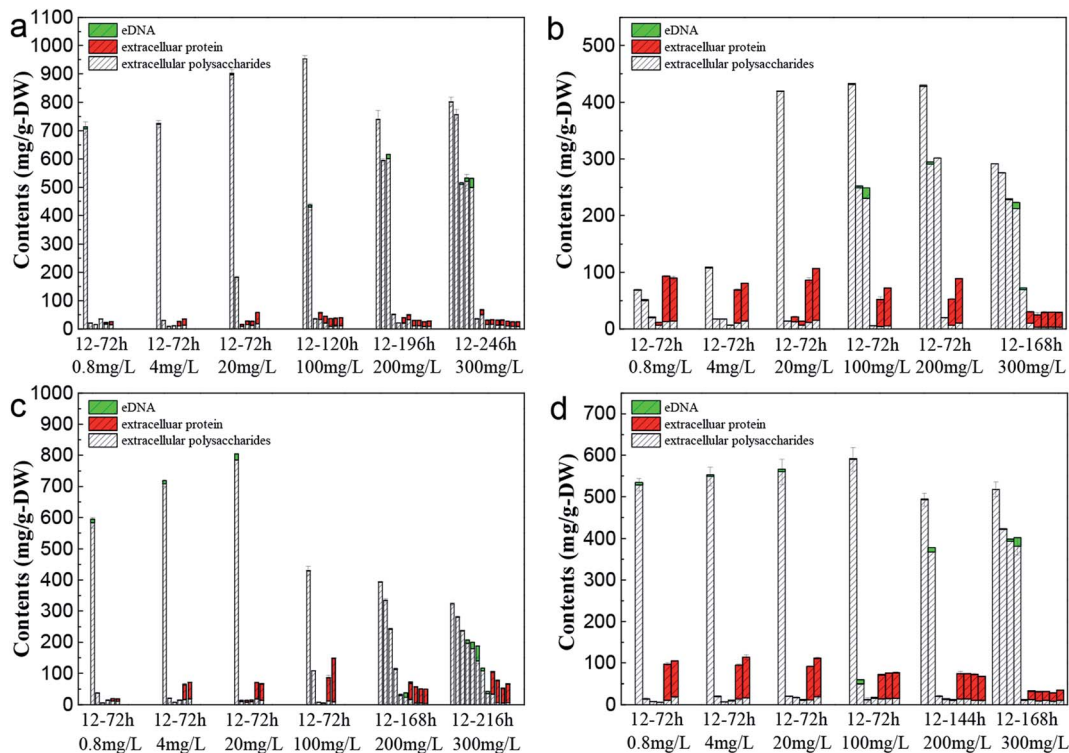 a
eDNA
extracelluar protein
extracellular polysaccharides
Contents (mg/g-DW)
1100
1000
900
800
700
600
500
400
300
200
100
0
12-72h 12-72h 12-72h 12-120h 12-196h 12-246h
0.8mg/L 4mg/L 20mg/L 100mg/L 200mg/L 300mg/L
b
eDNA
extracelluar protein
extracellular polysaccharides
Contents (mg/g-DW)
500
400
300
200
100
0
12-72h 12-72h 12-72h 12-72h 12-72h 12-168h
0.8mg/L 4mg/L 20mg/L 100mg/L 200mg/L 300mg/L
c
eDNA
extracelluar protein
extracellular polysaccharides
Contents (mg/g-DW)
1000
900
800
700
600
500
400
300
200
100
0
12-72h 12-72h 12-72h 12-72h 12-168h 12-216h
0.8mg/L 4mg/L 20mg/L 100mg/L 200mg/L 300mg/L
d
eDNA
extracelluar protein
extracellular polysaccharides
Contents (mg/g-DW)
700
600
500
400
300
200
100
0
12-72h 12-72h 12-72h 12-72h 12-144h 12-168h
0.8mg/L 4mg/L 20mg/L 100mg/L 200mg/L 300mg/L